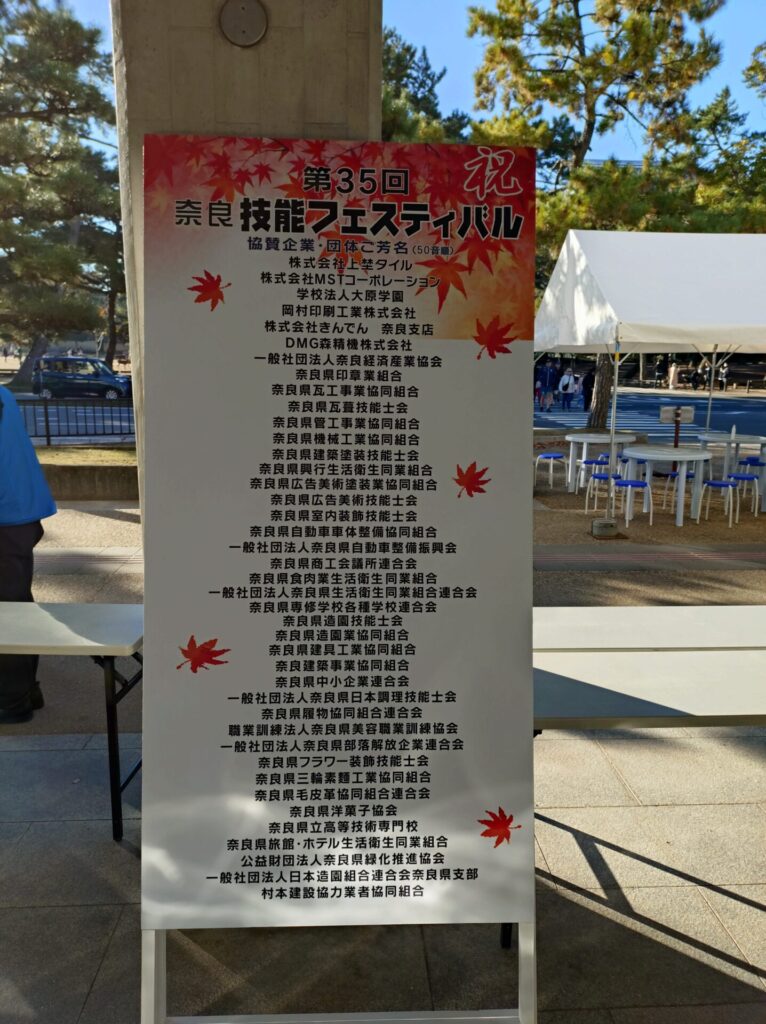 祝
第35回
奈良 技能フェスティバル
協賛企業・団体ご芳名(50音順)
株式会社上埜タイル
株式会社MSTコーポレーション
学校法人大原学園
岡村印刷工業株式会社
株式会社きんでん 奈良支店
DMG森精機株式会社
一般社団法人奈良経済産業協会
奈良県印章業組合
奈良県瓦工事業協同組合
奈良県瓦葺技能士会
奈良県管工事業協同組合
奈良県機械工業協同組合
奈良県建築塗装技能士会
奈良県興行生活衛生同業組合
奈良県広告美術塗装業協同組合
奈良県広告美術技能士会
奈良県室内装飾技能士会
奈良県自動車車体整備協同組合
一般社団法人奈良県自動車整備振興会
奈良県商工会議所連合会
奈良県食肉業生活衛生同業組合
一般社団法人奈良県生活衛生同業組合連合会
奈良県専修学校各種学校連合会
奈良県造園技能士会
奈良県造園業協同組合
奈良県建具工業協同組合
奈良建築事業協同組合
奈良県中小企業連合会
一般社団法人奈良県日本調理技能士会
奈良県履物協同組合連合会
職業訓練法人奈良県美容職業訓練協会
一般社団法人奈良県部落解放企業連合会
奈良県フラワー装飾技能士会
奈良県三輪素麺工業協同組合
奈良県毛皮革協同組合連合会
奈良県洋菓子協会
奈良県立高等技術専門校
奈良県旅館・ホテル生活衛生同業組合
公益財団法人奈良県緑化推進協会
一般社団法人日本造園組合連合会奈良県支部
村本建設協力業者協同組合